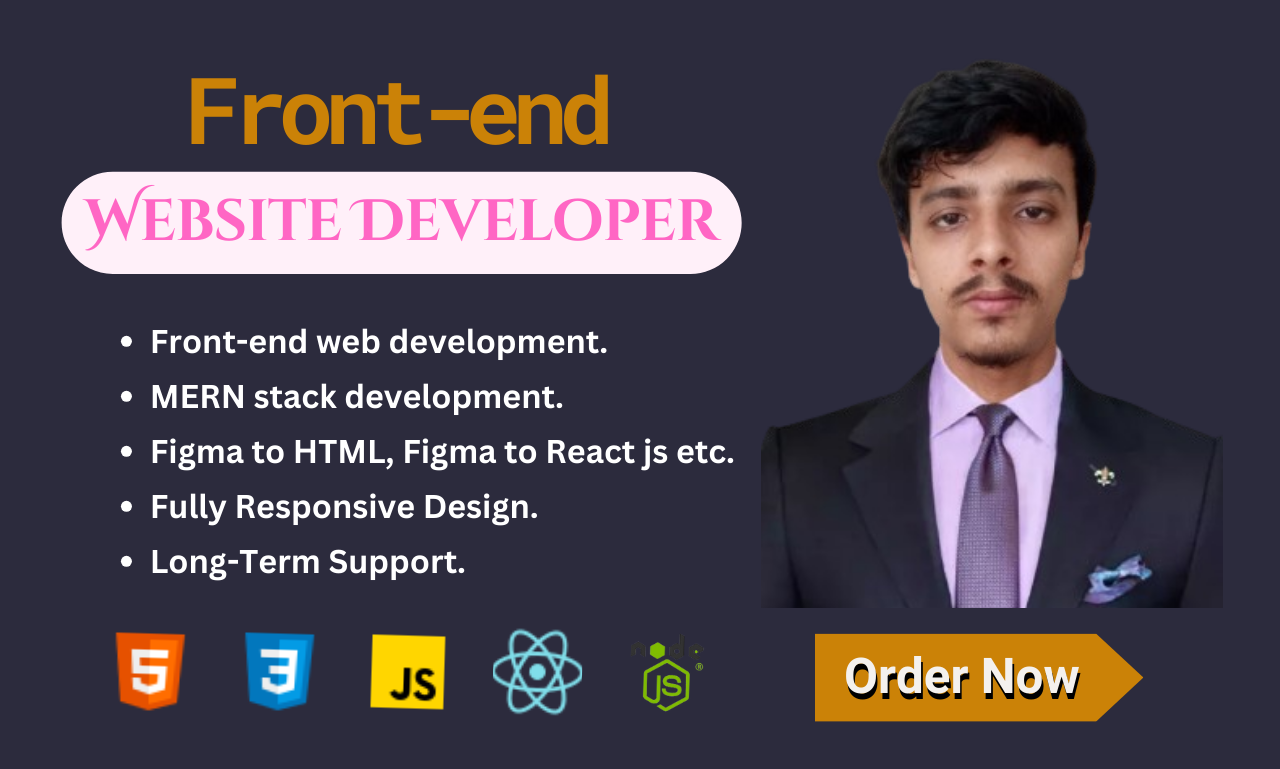 Front-end
WEBSITE DEVELOPER
Front-end web development.
MERN stack development.
Figma to HTML, Figma to React js etc.
Fully Responsive Design.
Long-Term Support.
5
3
JS
node
JS
®
Order Now